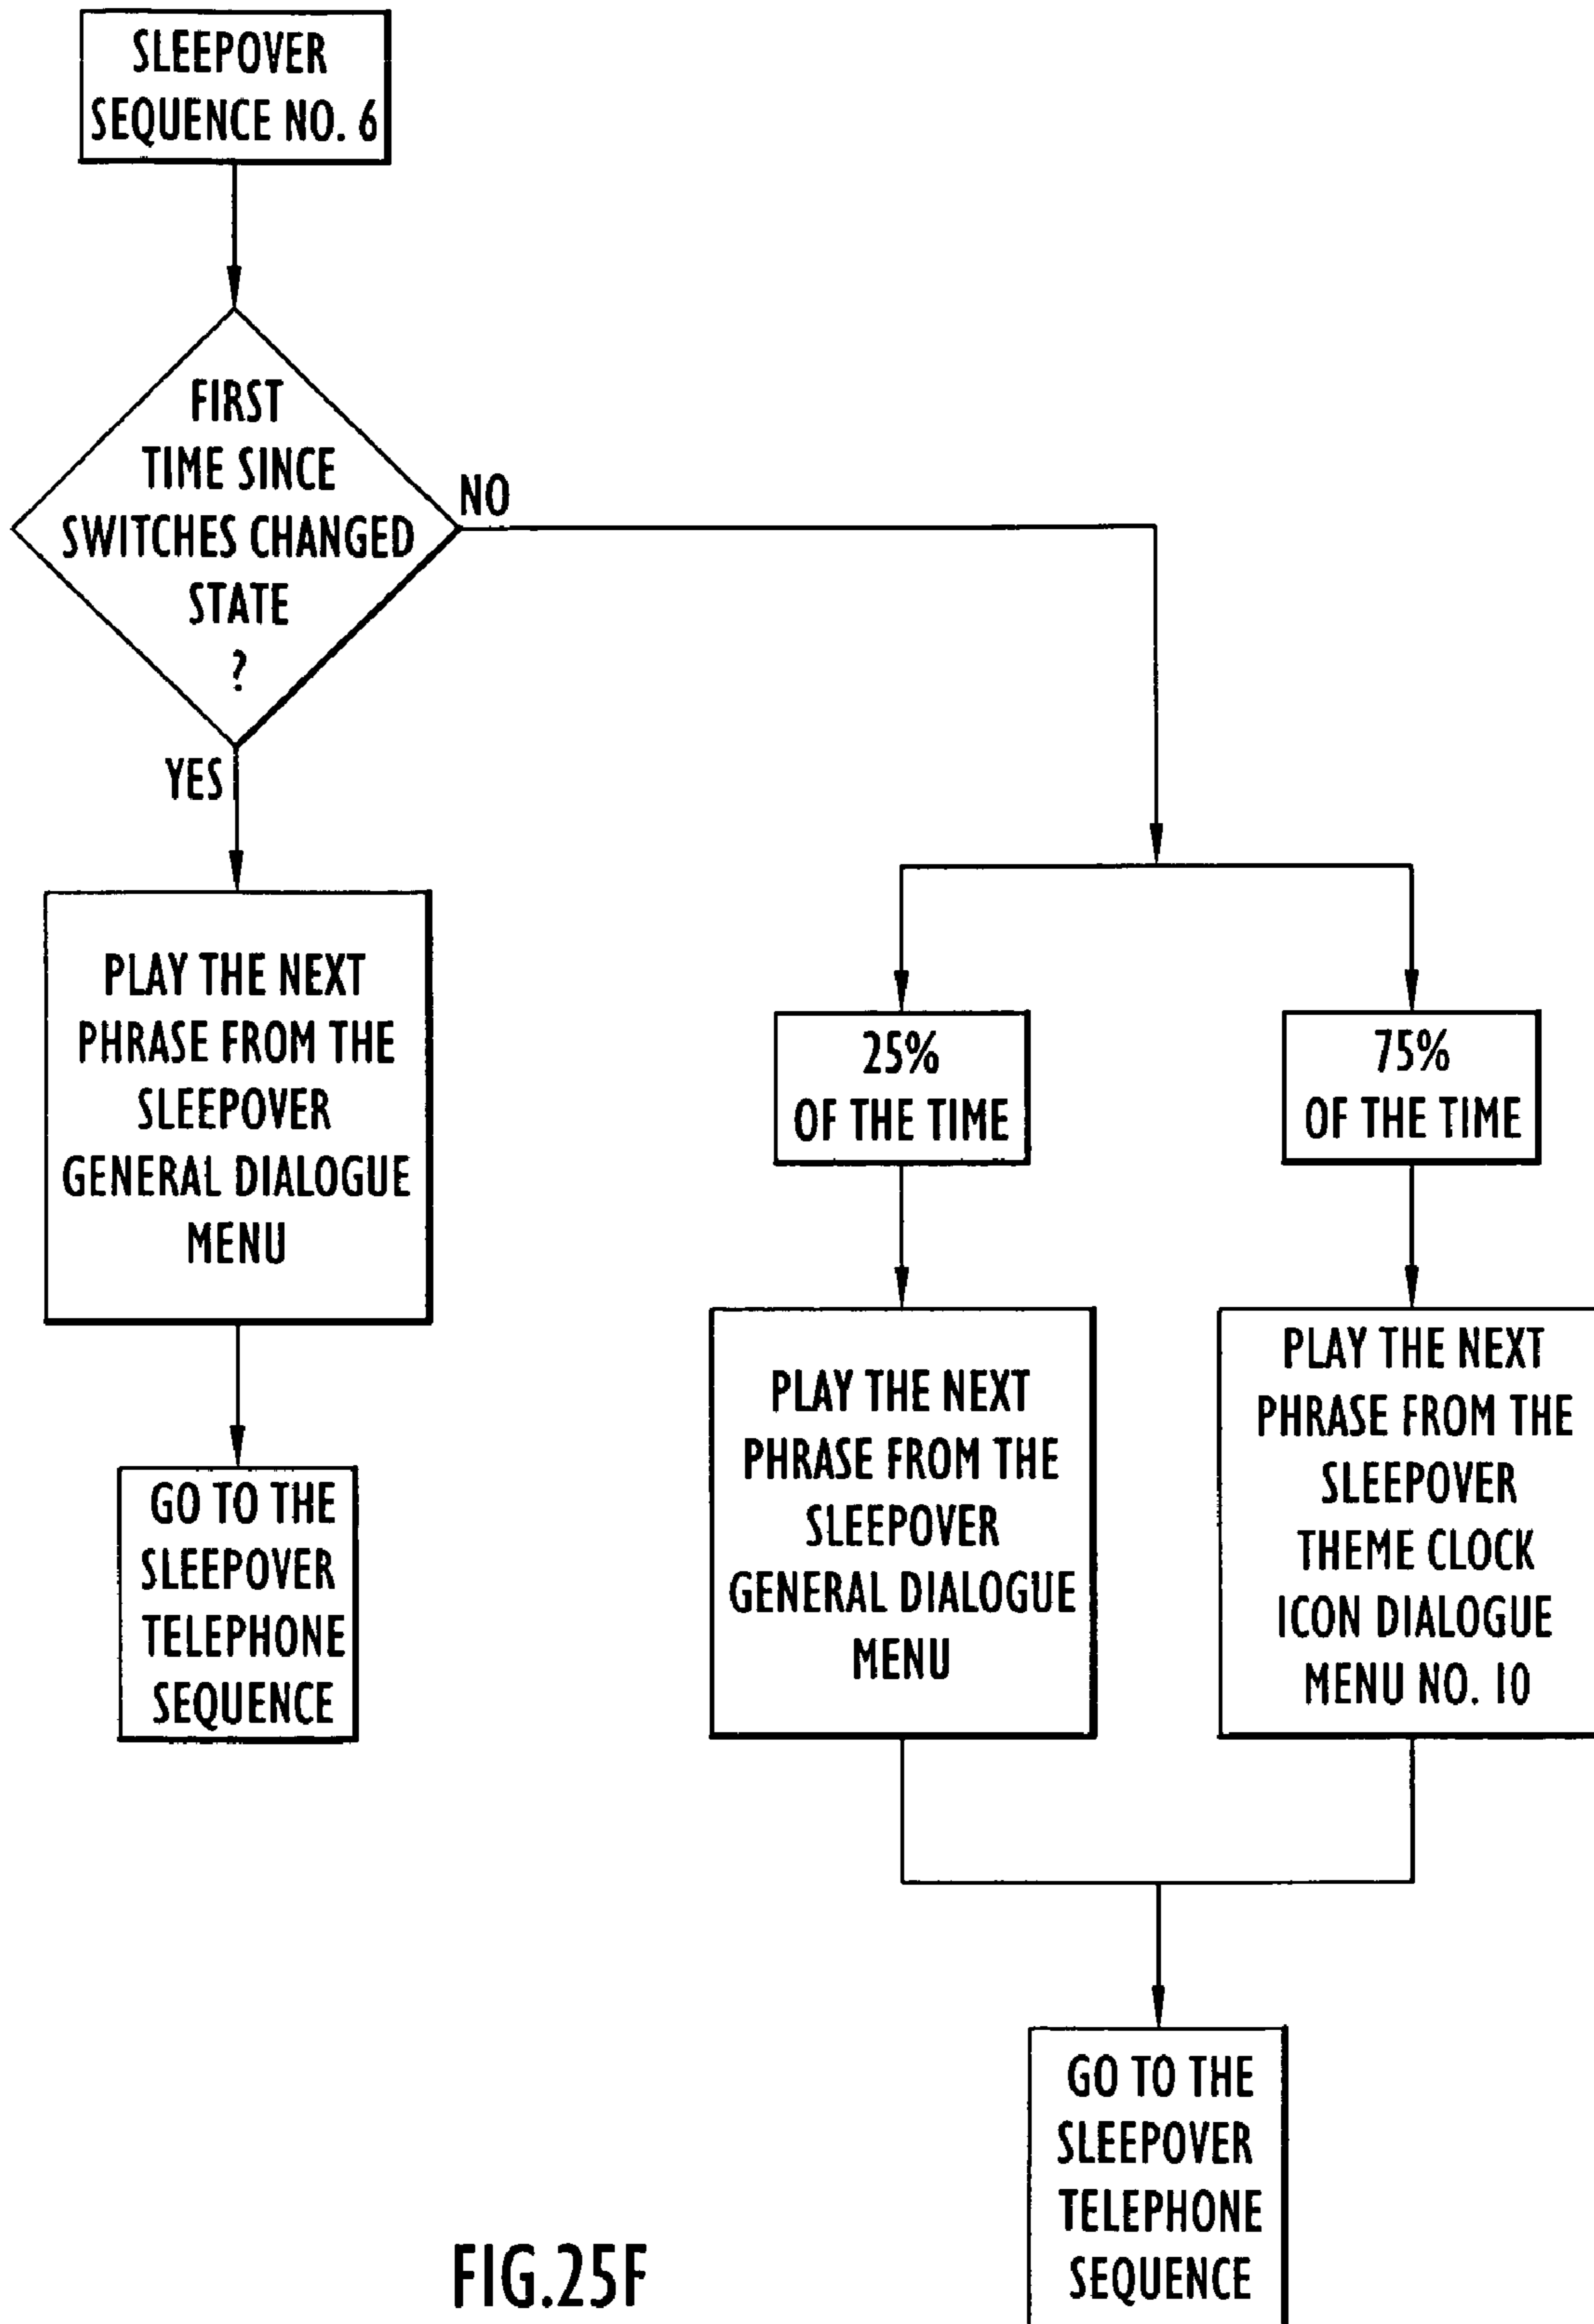 SLEEPOVER
SEQUENCE NO. 6
FIRST
TIME SINCE
SWITCHES CHANGED
STATE
?
NO
YES
PLAY THE NEXT
PHRASE FROM THE
SLEEPOVER
GENERAL DIALOGUE
MENU
GO TO THE
SLEEPOVER
TELEPHONE
SEQUENCE
25%
OF THE TIME
75%
OF THE TIME
PLAY THE NEXT
PHRASE FROM THE
SLEEPOVER
GENERAL DIALOGUE
MENU
PLAY THE NEXT
PHRASE FROM THE
SLEEPOVER
THEME CLOCK
ICON DIALOGUE
MENU NO. 10
GO TO THE
SLEEPOVER
TELEPHONE
SEQUENCE
FIG.25F